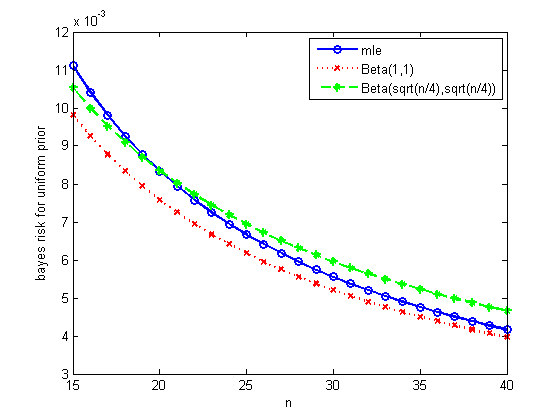 x 10^-3
12
11
10
9
8
7
6
5
4
3
15
20
25
30
35
40
n
bayes risk for uniform prior
mle
Beta(1,1)
Beta(sqrt(n/4),sqrt(n/4))